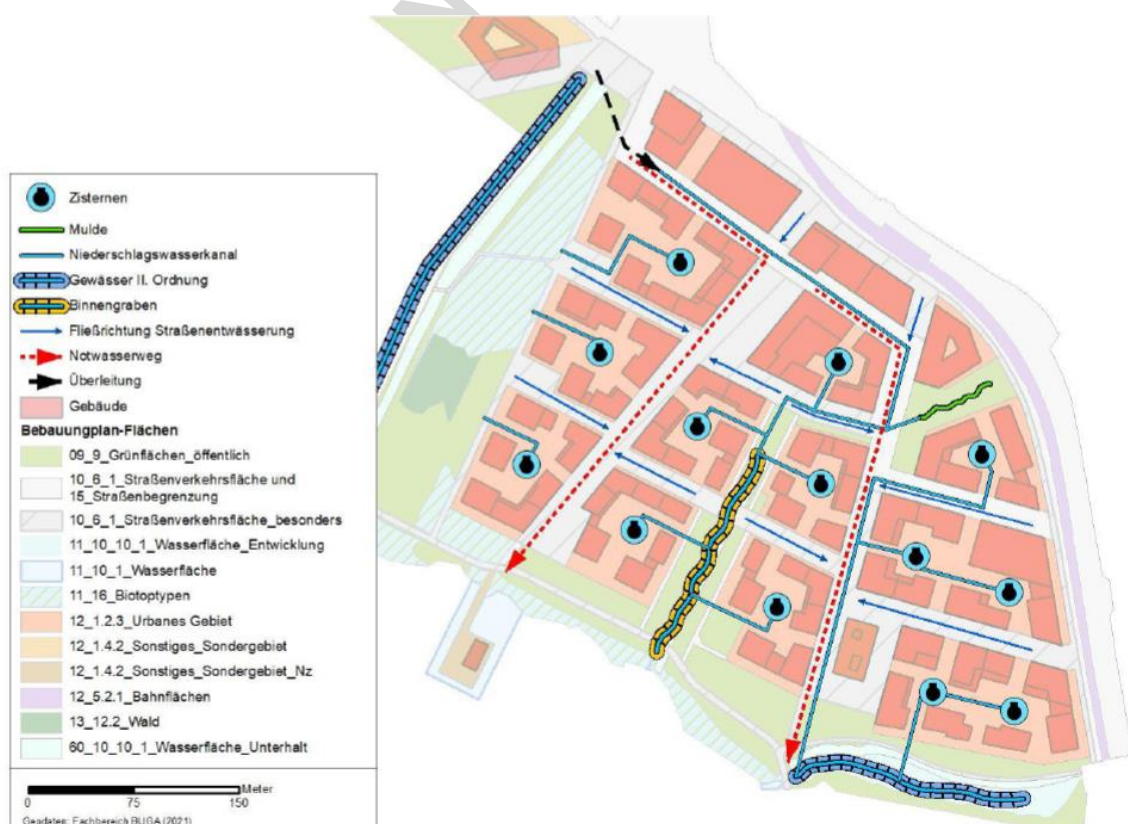 Zisternen
Mulde
Niederschlagswasserkanal
Gewässer II. Ordnung
Binnengraben
Fließrichtung Straßenentwässerung
Notwasserweg
Überleitung
Gebäude
Bebauungplan-Flächen
09_9_Grünflächen_öffentlich
10_6_1_Straßenverkehrsfläche und
15_Straßenbegrenzung
10_6_1_Straßenverkehrsfläche_besonders
11_10_10_1_Wasserfläche_Entwicklung
11_10_1_Wasserfläche
11_16_Biotoptypen
12_1.2.3_Urbanes Gebiet
12_1.4.2_Sonstiges_Sondergebiet
12_1.4.2_Sonstiges_Sondergebiet_Nz
12_5.2.1_Bahnflächen
13_12.2_Wald
60_10_10_1_Wasserfläche_Unterhalt
Meter
0 75 150
Geodaten: Fachbereich BUGA (2021)